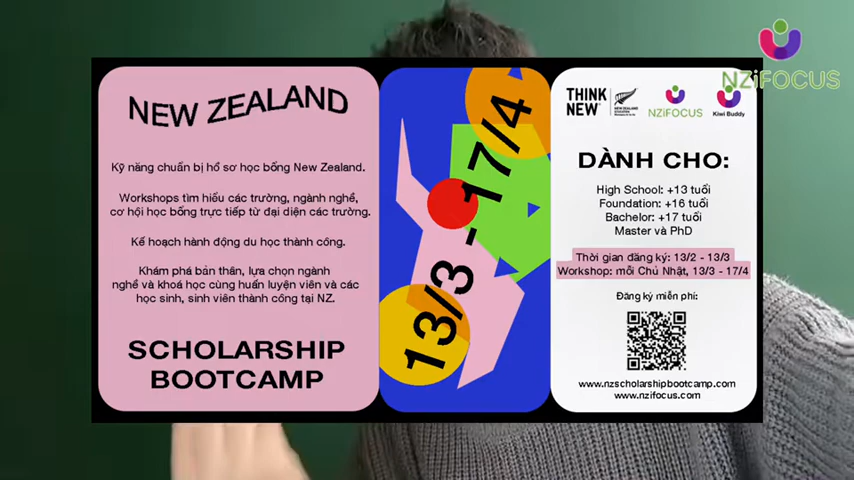 NZiFOCUS
NEW ZEALAND
Kỹ năng chuẩn bị hồ sơ học bổng New Zealand.
Workshops tìm hiểu các trường, ngành nghề,
cơ hội học bổng trực tiếp từ đại diện các trường.
Kế hoạch hành động du học thành công.
Khám phá bản thân, lựa chọn ngành
nghề và khoá học cùng huấn luyện viên và các
học sinh, sinh viên thành công tại NZ.
SCHOLARSHIP
BOOTCAMP
13/3 - 17/4
THINK
NEW
NZiFOCUS
Kiwi Buddy
DÀNH CHO:
High School: +13 tuổi
Foundation: +16 tuổi
Bachelor: +17 tuổi
Master và PhD
Thời gian đăng ký: 13/2 - 13/3
Workshop: mỗi Chủ Nhật, 13/3 - 17/4
Đăng ký miễn phí:
www.nzscholarshipbootcamp.com
www.nzifocus.com